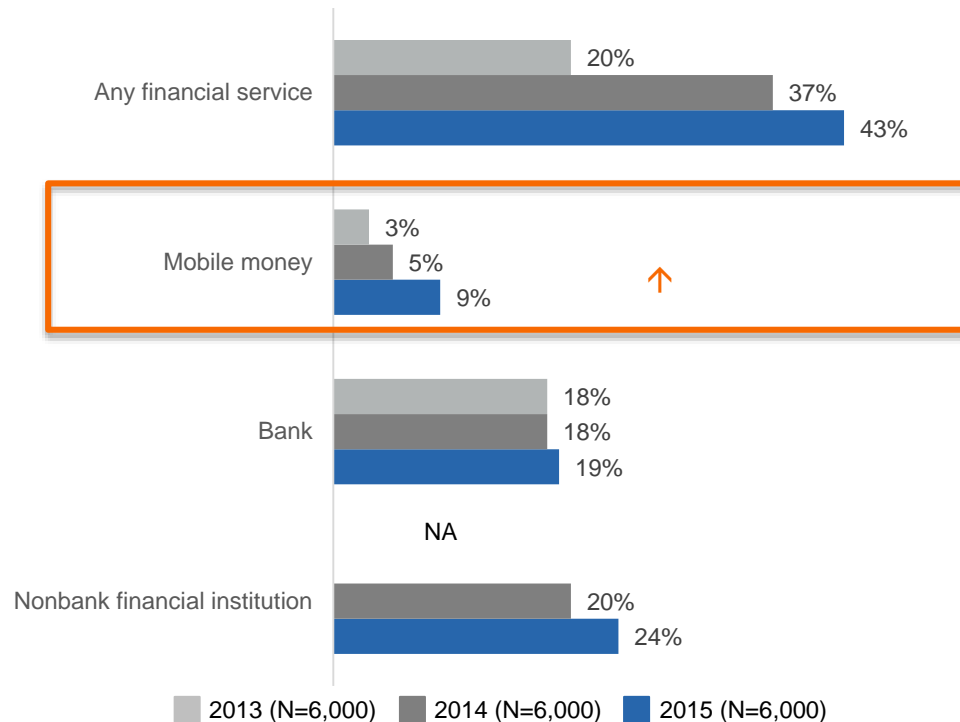 20%
Any financial service
37%
43%
3%
Mobile money
5%
9%
18%
Bank
18%
19%
NA
Nonbank financial institution
20%
24%
2013 (N=6,000) 2014 (N=6,000) 2015 (N=6,000)